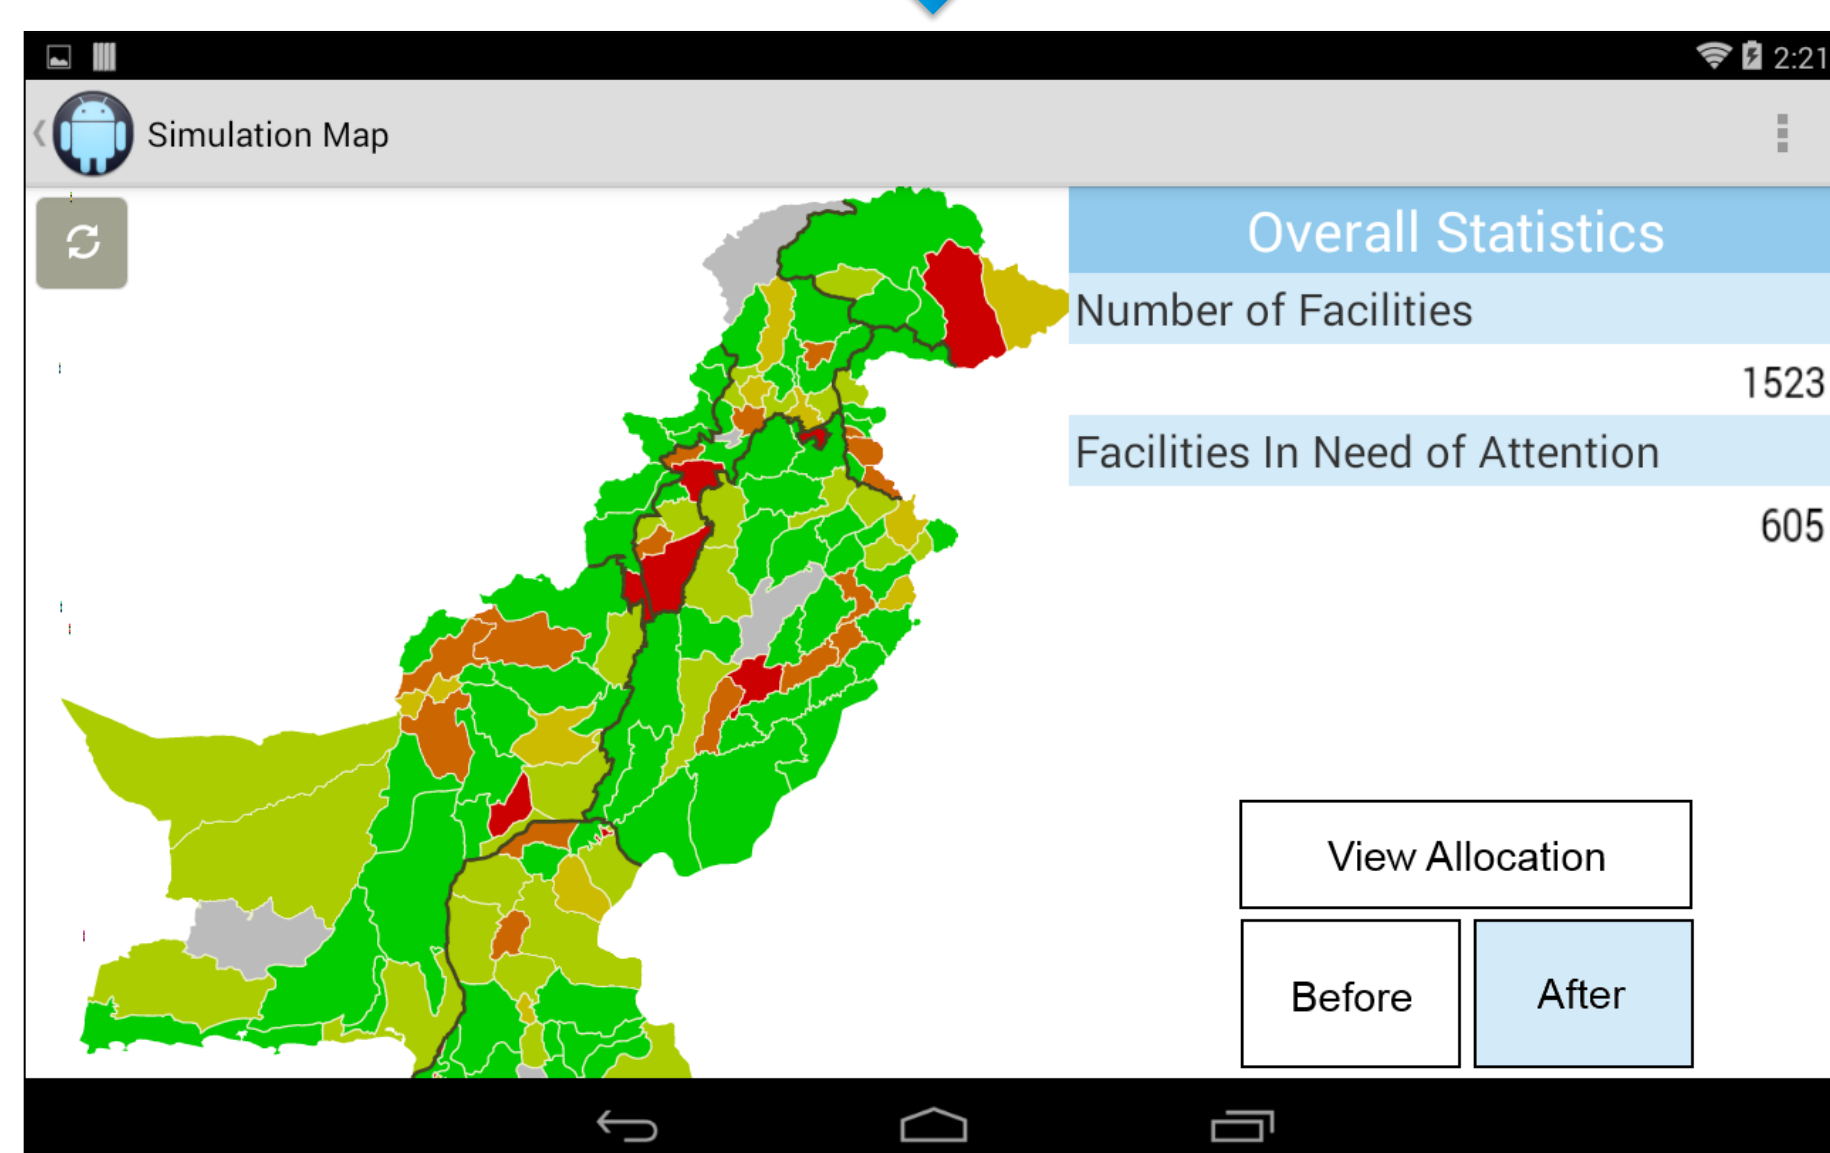 2:21
Simulation Map
Overall Statistics
Number of Facilities
1523
Facilities In Need of Attention
605
View Allocation
Before
After